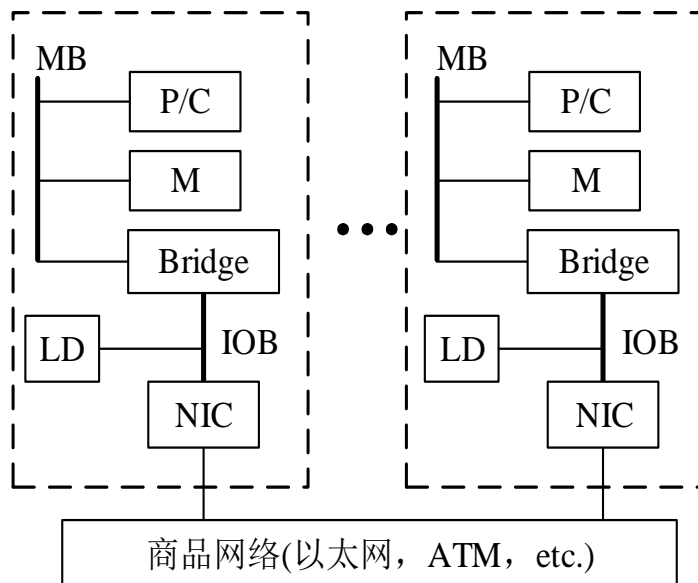 MB
P/C
M
Bridge
LD
IOB
NIC
MB
P/C
M
Bridge
LD
IOB
NIC
商品网络(以太网，ATM，etc.)